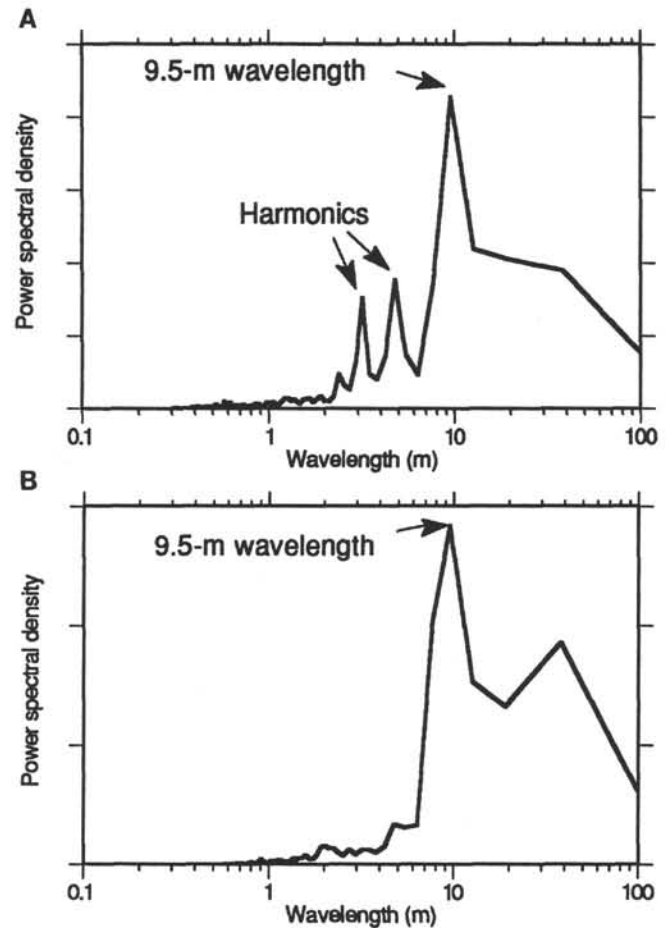 A
9.5-m wavelength
Harmonics
Power spectral density
0.1 1 10 100
Wavelength (m)
B
9.5-m wavelength
Power spectral density
0.1 1 10 100
Wavelength (m)